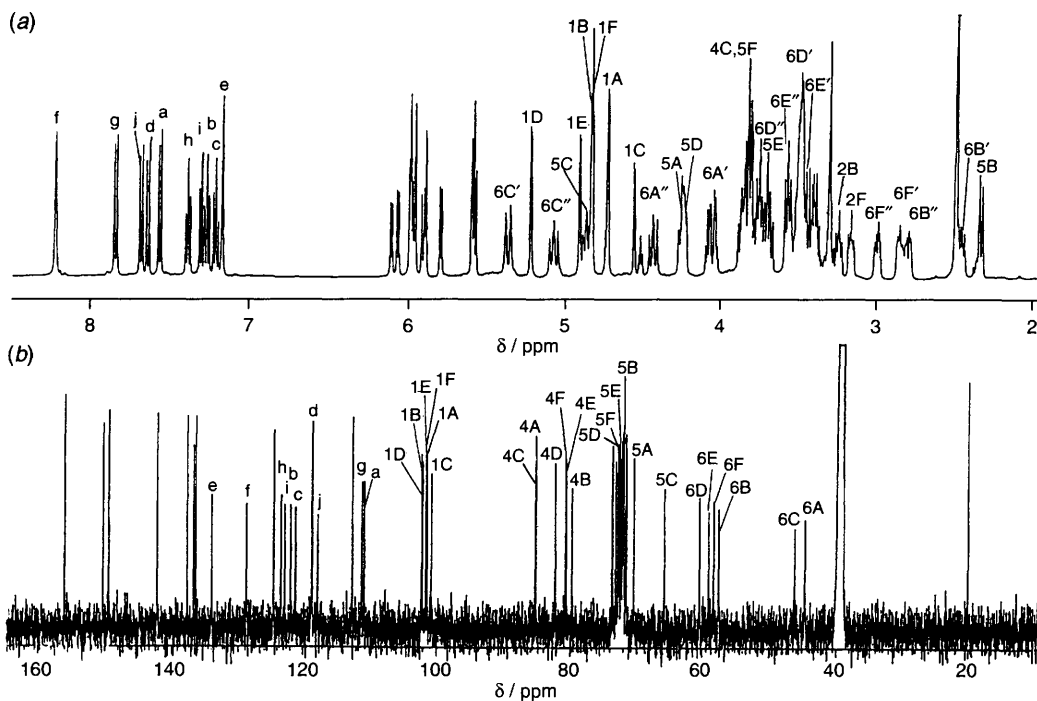 (a)
1B
1F
4C,5F
6D′
6E″
6E′
f
g
j
d
a
h
i
b
c
e
1D
1E
5C
1A
1C
5A
5D
6D″
5E
6C′
6C″
6A″
6A′
2B
2F
6F″
6F′
6B″
6B′
5B
8
7
6
5
4
3
2
δ / ppm
(b)
1E
1F
1B
1A
1D
1C
4A
4C
4D
4F
4E
4B
5B
5E
5F
5D
5A
5C
6E
6F
6D
6B
6C
6A
d
h
b
i
c
g
a
e
f
j
160
140
120
100
80
60
40
20
δ / ppm